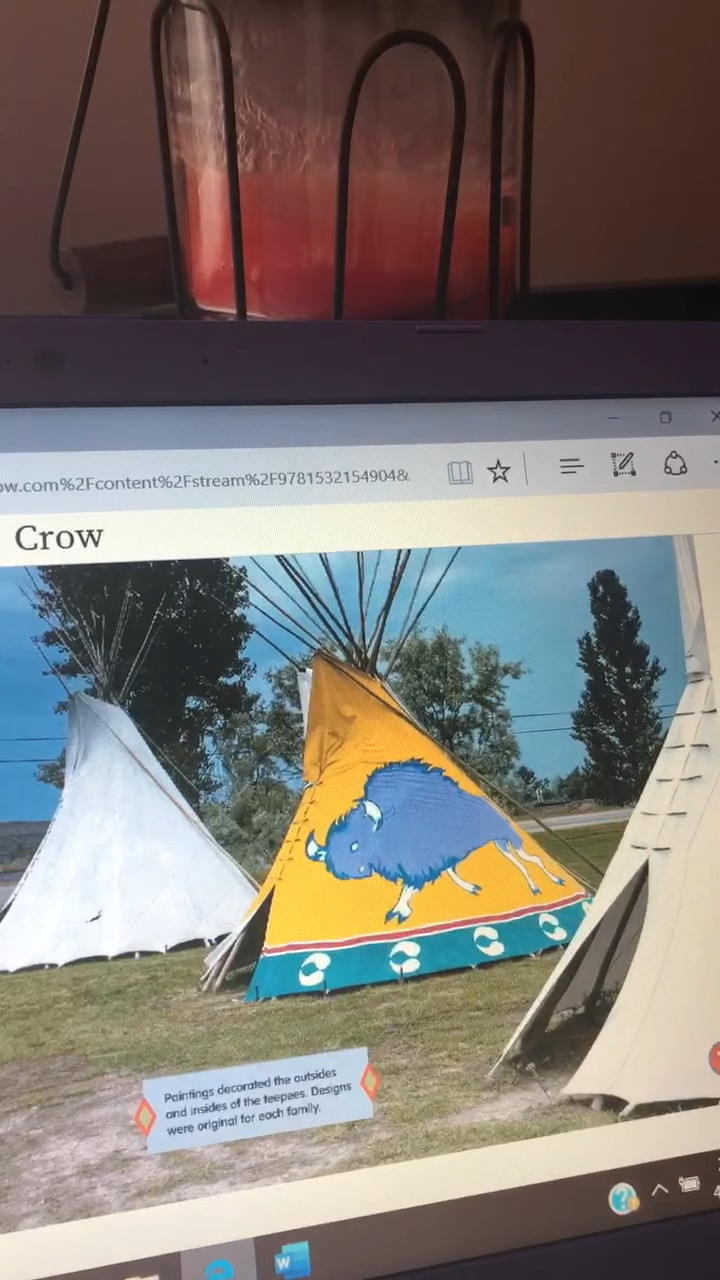 ow.com%2Fcontent%2Fstream%2F9781532154904&
Crow
Paintings decorated the outsides
and insides of the teepees. Designs
were original for each family.
W